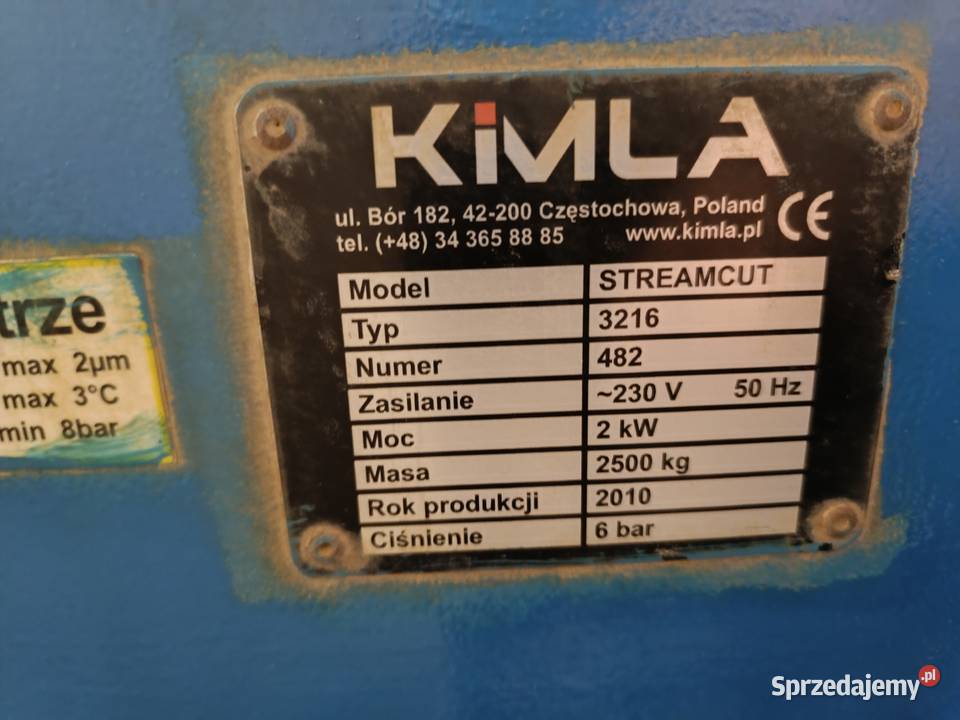 KiMLA
ul. Bór 182, 42-200 Częstochowa, Poland
tel. (+48) 34 365 88 85 www.kimla.pl
CE
Model STREAMCUT
Typ 3216
Numer 482
Zasilanie ~230 V 50 Hz
Moc 2 kW
Masa 2500 kg
Rok produkcji 2010
Ciśnienie 6 bar
trze
max 2µm
max 3°C
min 8bar
Sprzedajemy.pl